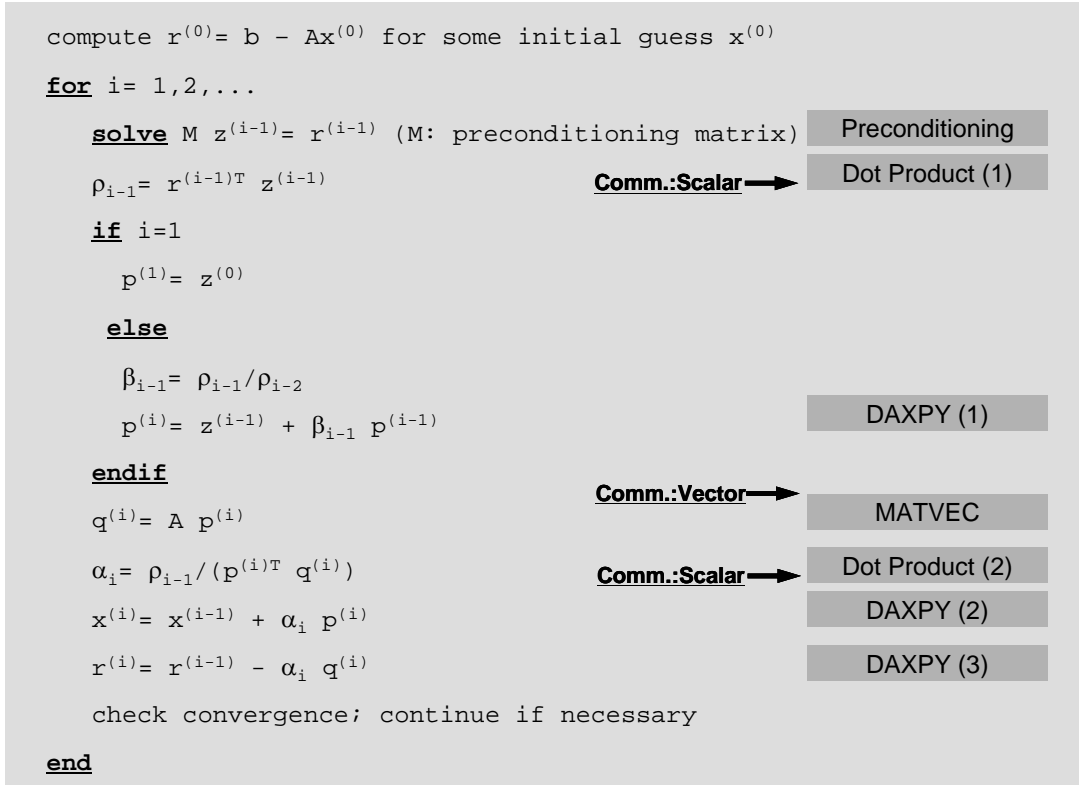 compute r⁽⁰⁾= b – Ax⁽⁰⁾ for some initial guess x⁽⁰⁾
for i= 1,2,...
solve M z⁽ⁱ⁻¹⁾= r⁽ⁱ⁻¹⁾ (M: preconditioning matrix) Preconditioning
ρᵢ₋₁= r⁽ⁱ⁻¹⁾ᵀ z⁽ⁱ⁻¹⁾ Comm.:Scalar Dot Product (1)
if i=1
p⁽¹⁾= z⁽⁰⁾
else
βᵢ₋₁= ρᵢ₋₁/ρᵢ₋₂
p⁽ⁱ⁾= z⁽ⁱ⁻¹⁾ + βᵢ₋₁ p⁽ⁱ⁻¹⁾ DAXPY (1)
endif
Comm.:Vector
q⁽ⁱ⁾= A p⁽ⁱ⁾ MATVEC
αᵢ= ρᵢ₋₁/(p⁽ⁱ⁾ᵀ q⁽ⁱ⁾) Comm.:Scalar Dot Product (2)
x⁽ⁱ⁾= x⁽ⁱ⁻¹⁾ + αᵢ p⁽ⁱ⁾ DAXPY (2)
r⁽ⁱ⁾= r⁽ⁱ⁻¹⁾ – αᵢ q⁽ⁱ⁾ DAXPY (3)
check convergence; continue if necessary
end